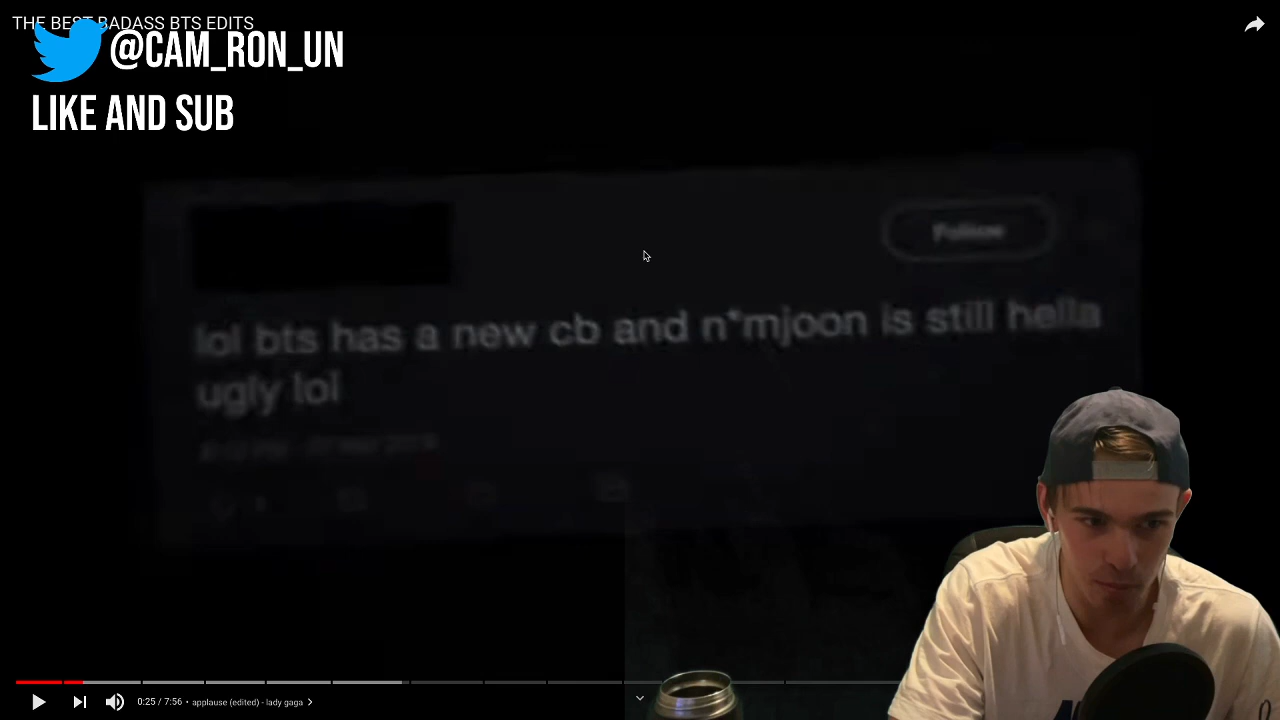 THE BEST BADASS BTS EDITS
@CAM_RON_UN
LIKE AND SUB
Follow
lol bts has a new cb and n*mjoon is still hella
ugly lol
0:25 / 7:56 • applause (edited) - lady gaga